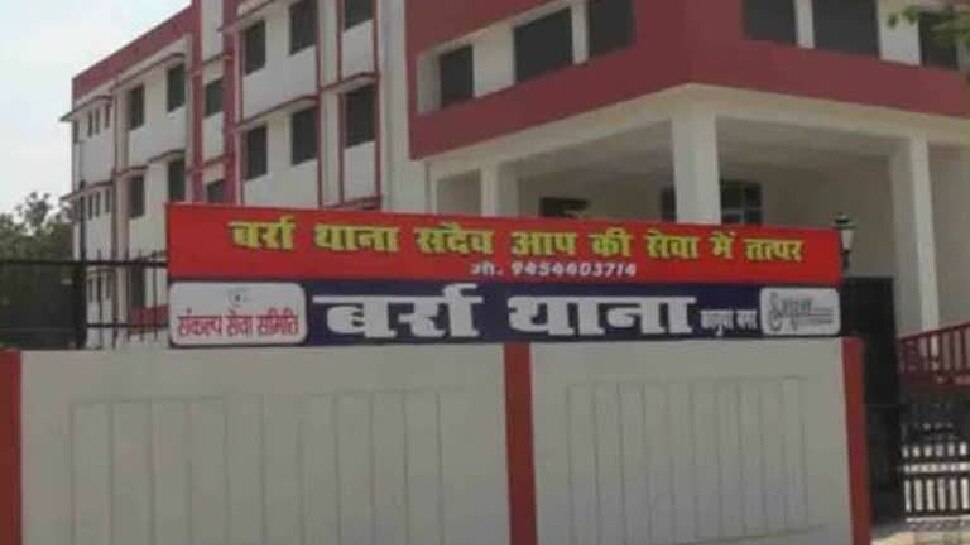 बर्रा थाना सदैव आप की सेवा में तत्पर
मो. 9454403714
संकल्प सेवा समिति
बर्रा थाना